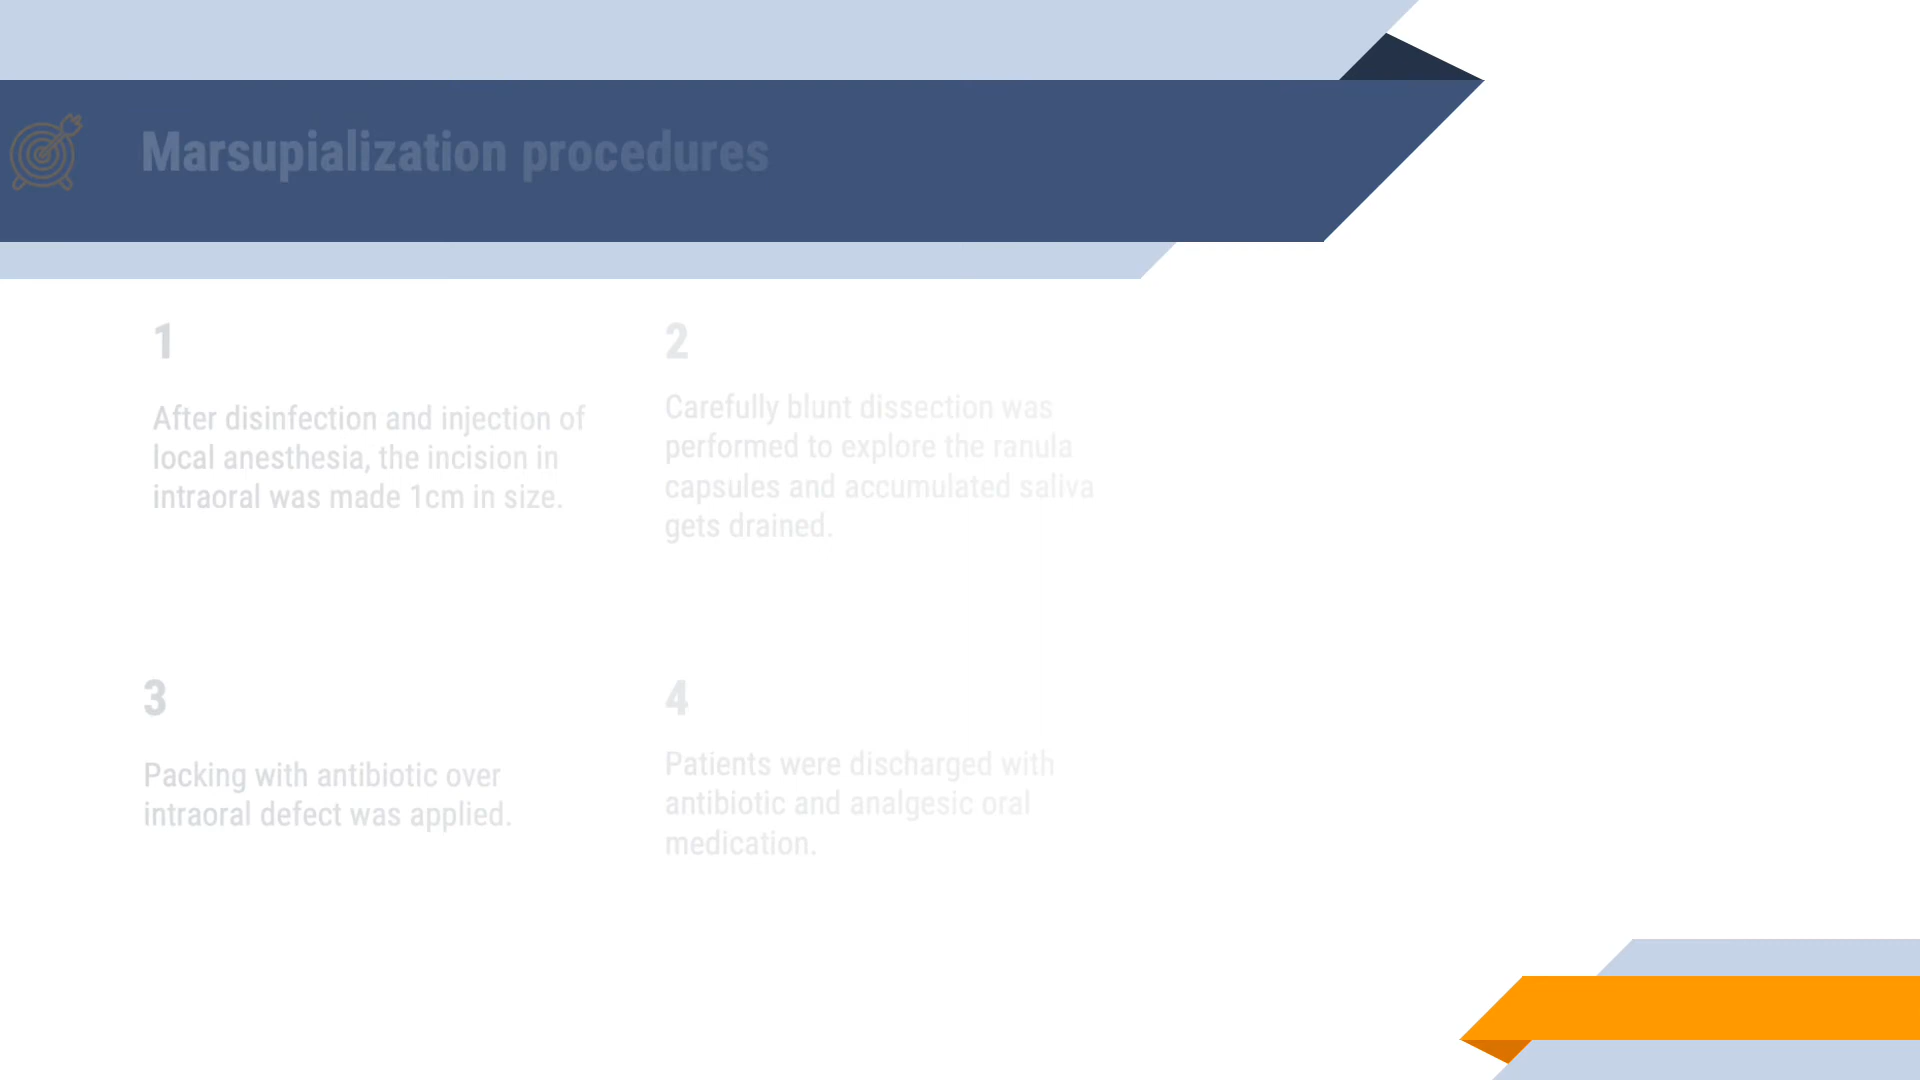 Marsupialization procedures
1
After disinfection and injection of
local anesthesia, the incision in
intraoral was made 1cm in size.
2
Carefully blunt dissection was
performed to explore the ranula
capsules and accumulated saliva
gets drained.
3
Packing with antibiotic over
intraoral defect was applied.
4
Patients were discharged with
antibiotic and analgesic oral
medication.